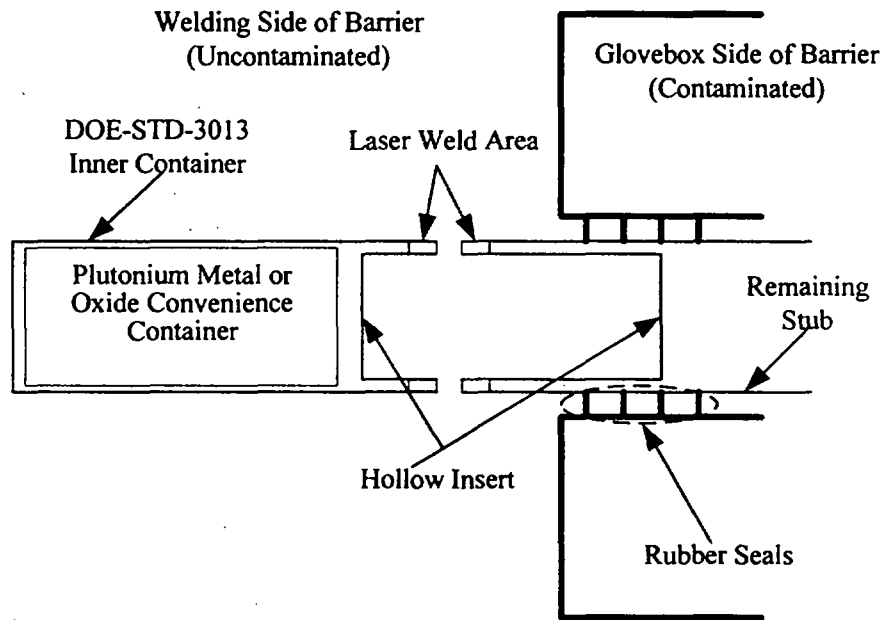 Welding Side of Barrier
(Uncontaminated)
Glovebox Side of Barrier
(Contaminated)
DOE-STD-3013
Inner Container
Laser Weld Area
Plutonium Metal or
Oxide Convenience
Container
Remaining
Stub
Hollow Insert
Rubber Seals